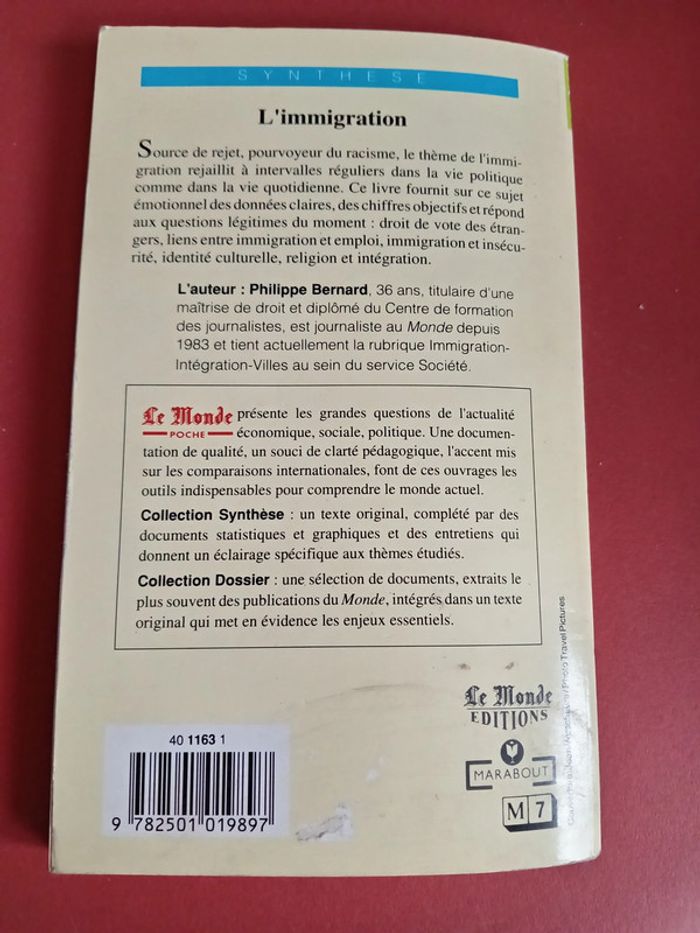 SYNTHESE
L'immigration
Source de rejet, pourvoyeur du racisme, le thème de l'immi-
gration rejaillit à intervalles réguliers dans la vie politique
comme dans la vie quotidienne. Ce livre fournit sur ce sujet
émotionnel des données claires, des chiffres objectifs et répond
aux questions légitimes du moment : droit de vote des étran-
gers, liens entre immigration et emploi, immigration et insécu-
rité, identité culturelle, religion et intégration.
L'auteur : Philippe Bernard, 36 ans, titulaire d'une
maîtrise de droit et diplômé du Centre de formation
des journalistes, est journaliste au Monde depuis
1983 et tient actuellement la rubrique Immigration-
Intégration-Villes au sein du service Société.
Le Monde présente les grandes questions de l'actualité
POCHE économique, sociale, politique. Une documen-
tation de qualité, un souci de clarté pédagogique, l'accent mis
sur les comparaisons internationales, font de ces ouvrages les
outils indispensables pour comprendre le monde actuel.
Collection Synthèse : un texte original, complété par des
documents statistiques et graphiques et des entretiens qui
donnent un éclairage spécifique aux thèmes étudiés.
Collection Dossier : une sélection de documents, extraits le
plus souvent des publications du Monde, intégrés dans un texte
original qui met en évidence les enjeux essentiels.
/Photo Travel Pictures
Le Monde
EDITIONS
MARABOUT
M 7
40 1163 1
9 782501 019897